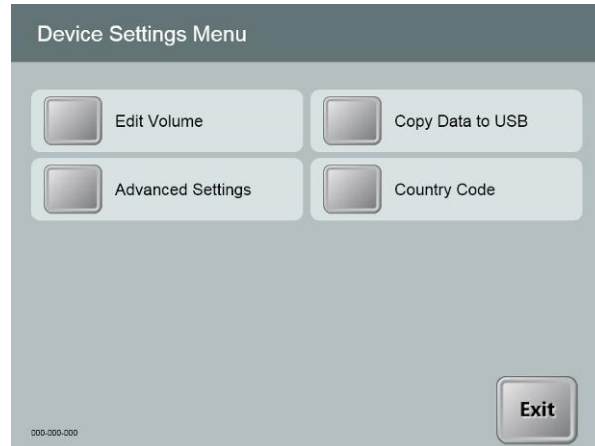 Device Settings Menu
Edit Volume
Copy Data to USB
Advanced Settings
Country Code
Exit
000-000-000